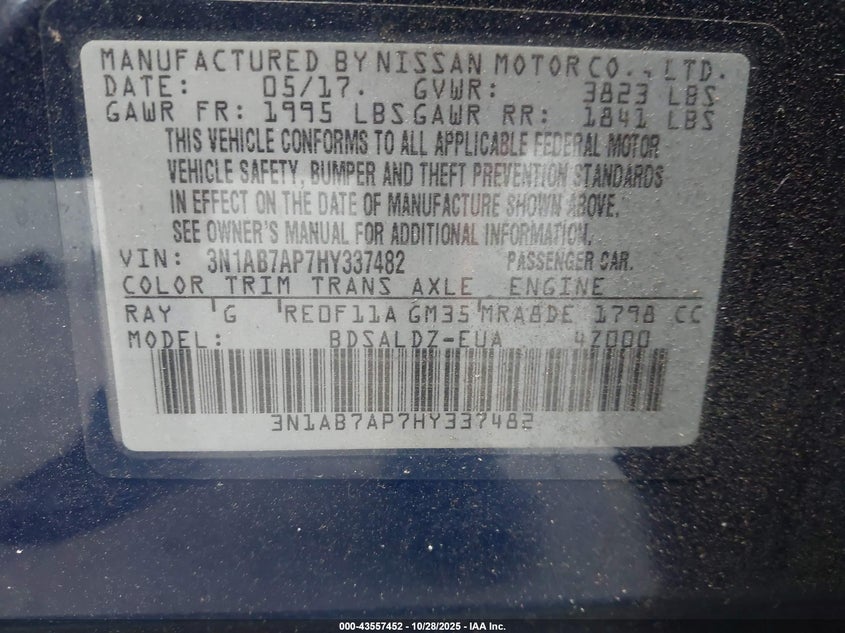 MANUFACTURED BY NISSAN MOTOR CO., LTD.
DATE: 05/17. GVWR: 3823 LBS
GAWR FR: 1995 LBS GAWR RR: 1841 LBS
THIS VEHICLE CONFORMS TO ALL APPLICABLE FEDERAL MOTOR
VEHICLE SAFETY, BUMPER AND THEFT PREVENTION STANDARDS
IN EFFECT ON THE DATE OF MANUFACTURE SHOWN ABOVE.
SEE OWNER'S MANUAL FOR ADDITIONAL INFORMATION.
VIN: 3N1AB7AP7HY337482 PASSENGER CAR.
COLOR TRIM TRANS AXLE ENGINE
RAY G RE0F11A GM35 MRA8DE 1798 CC
MODEL: BDSALDZ-EUA 4Z000
3N1AB7AP7HY337482
000-43557452 - 10/28/2025 - IAA Inc.